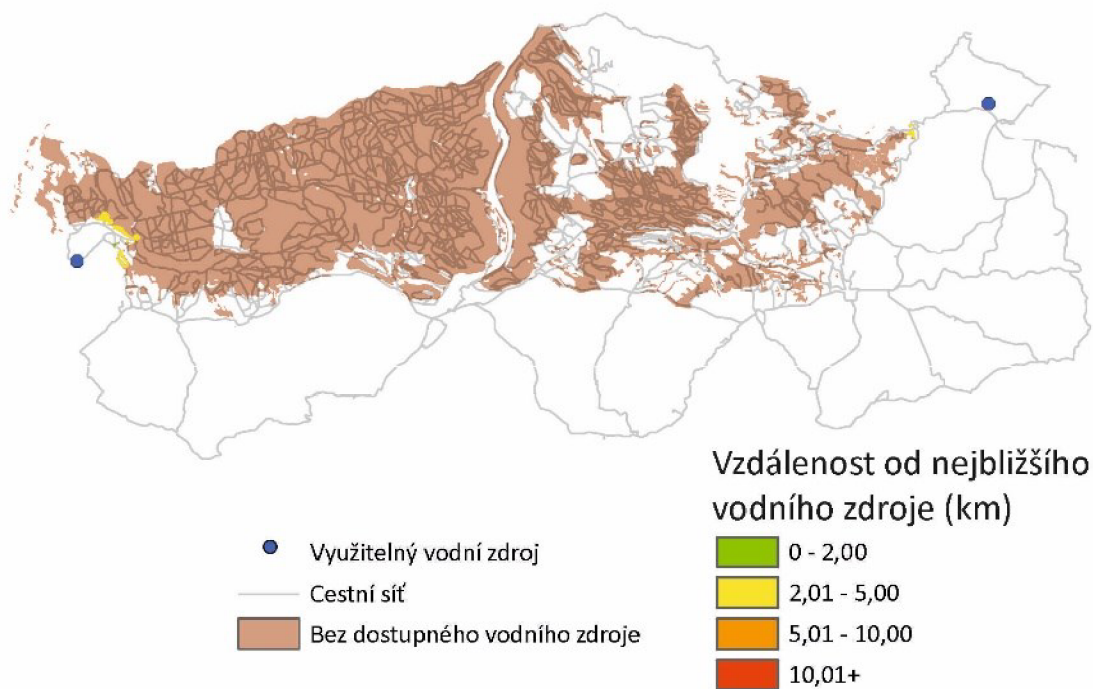 Vzdálenost od nejbližšího
vodního zdroje (km)
Využitelný vodní zdroj
Cestní síť
Bez dostupného vodního zdroje
0 - 2,00
2,01 - 5,00
5,01 - 10,00
10,01+